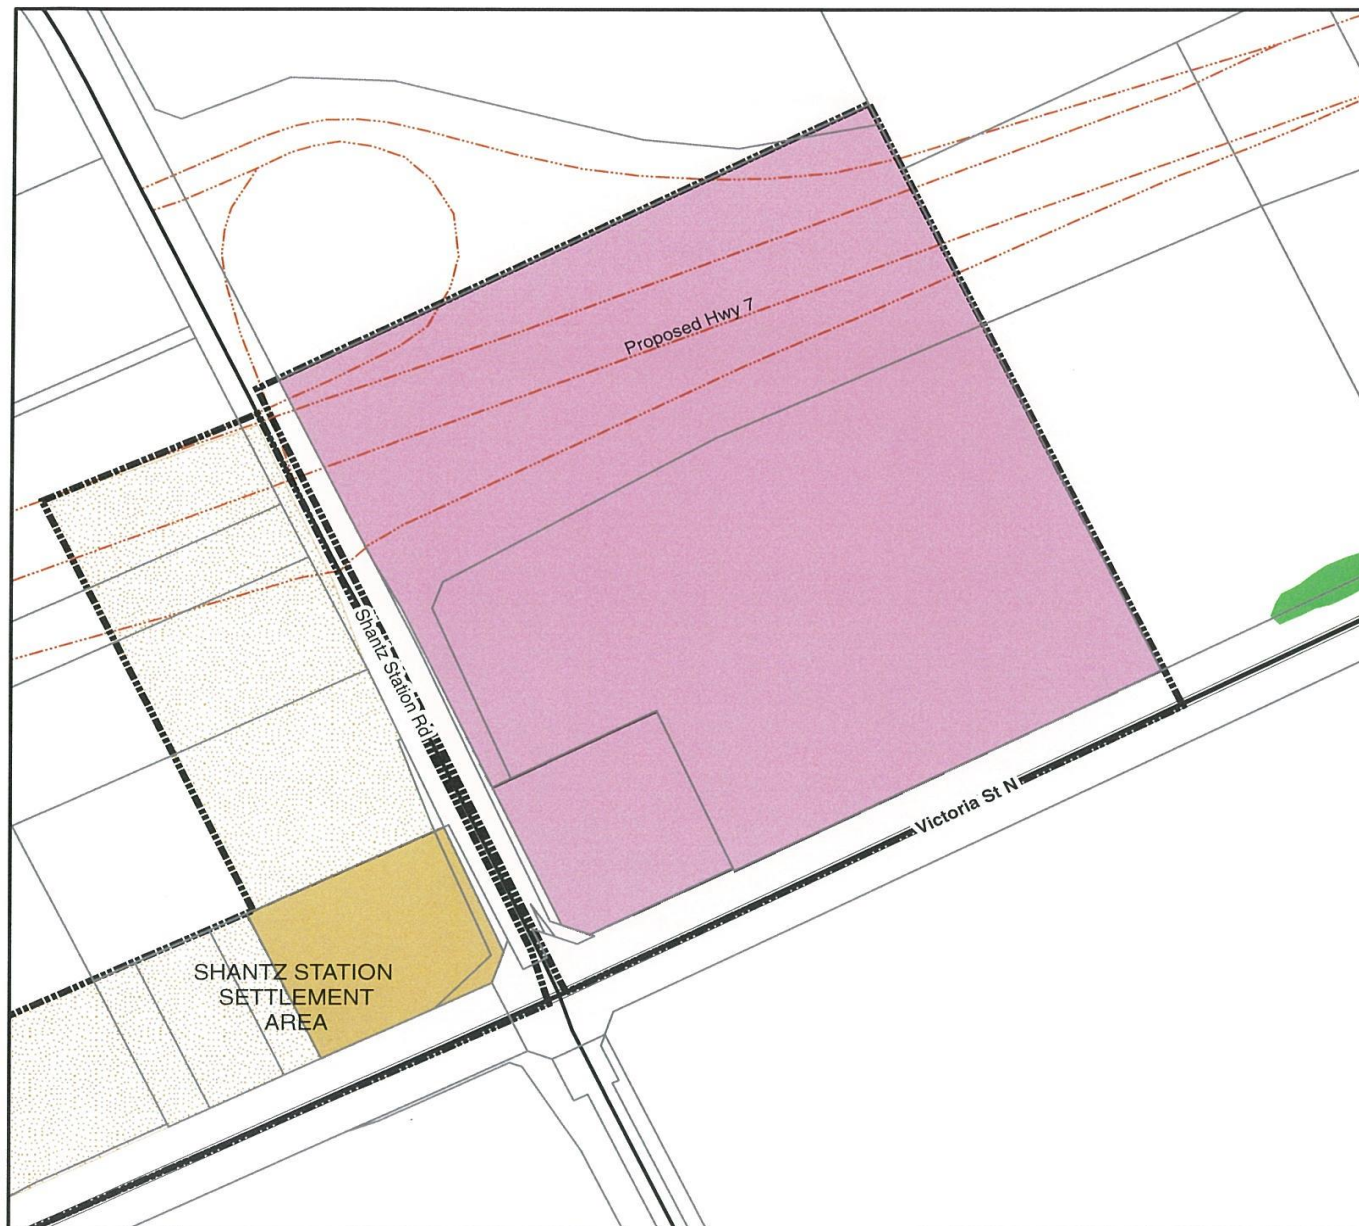 Proposed Hwy 7
Shantz Station Rd
Victoria St N
SHANTZ STATION
SETTLEMENT
AREA